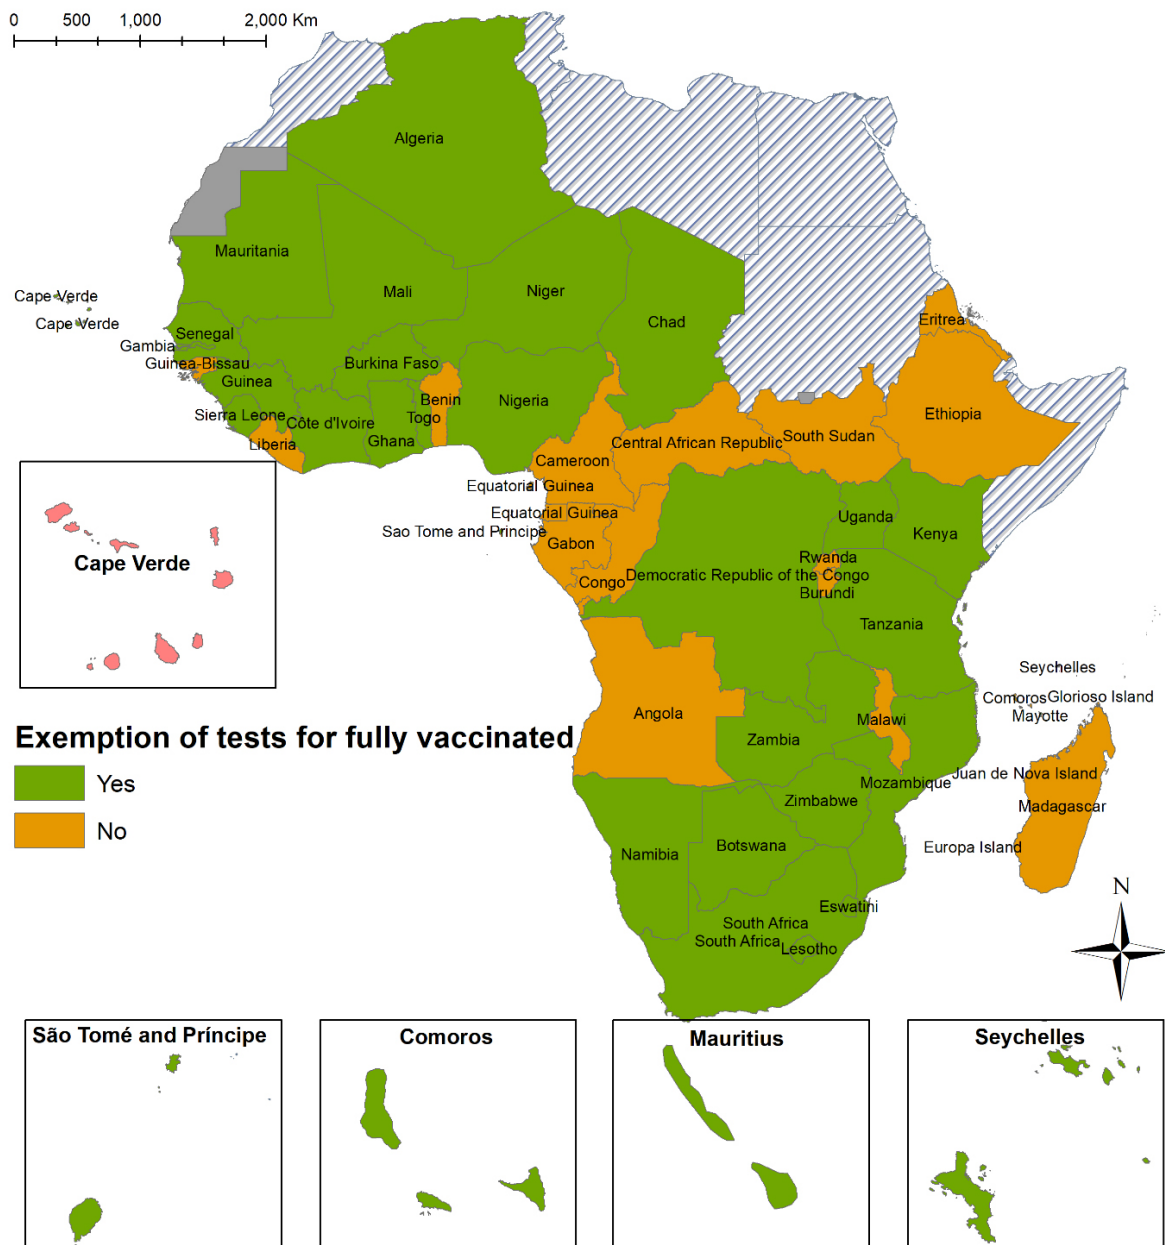 0 500 1,000 2,000 Km
Algeria
Mauritania
Mali
Niger
Chad
Cape Verde
Cape Verde
Senegal
Gambia
Guinea-Bissau
Guinea
Burkina Faso
Eritrea
Sierra Leone
Côte d'Ivoire
Benin
Togo
Nigeria
Ghana
Liberia
Ethiopia
Central African Republic
South Sudan
Cameroon
Equatorial Guinea
Equatorial Guinea
Sao Tome and Principe
Gabon
Uganda
Kenya
Rwanda
Congo
Democratic Republic of the Congo
Burundi
Tanzania
Cape Verde
Seychelles
Comoros
Glorioso Island
Mayotte
Angola
Malawi
Zambia
Exemption of tests for fully vaccinated
Yes
No
Mozambique
Juan de Nova Island
Zimbabwe
Madagascar
Namibia
Botswana
Europa Island
Eswatini
South Africa
South Africa
Lesotho
N
São Tomé and Príncipe
Comoros
Mauritius
Seychelles